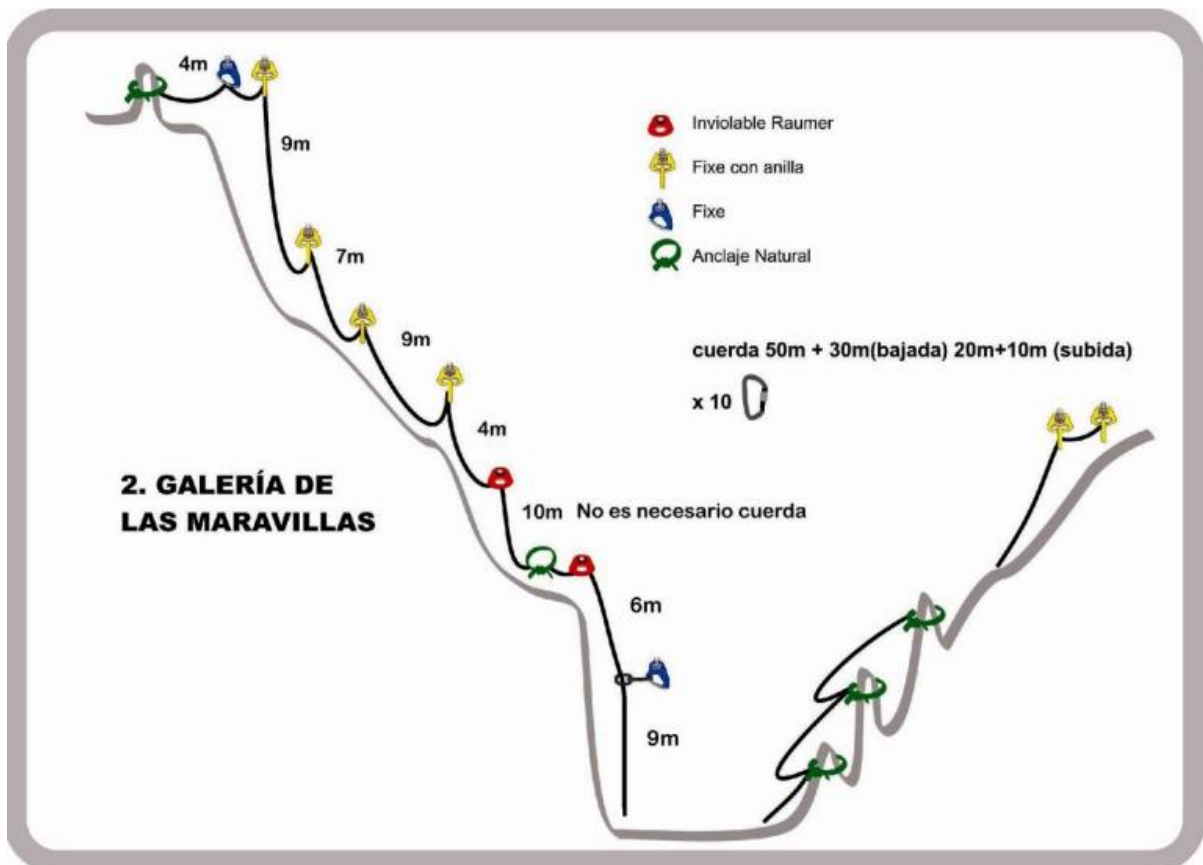 4m
9m
Inviolable Raumer
Fixe con anilla
Fixe
Anclaje Natural
7m
9m
cuerda 50m + 30m(bajada) 20m+10m (subida)
x 10
4m
2. GALERÍA DE
LAS MARAVILLAS
10m No es necesario cuerda
6m
9m